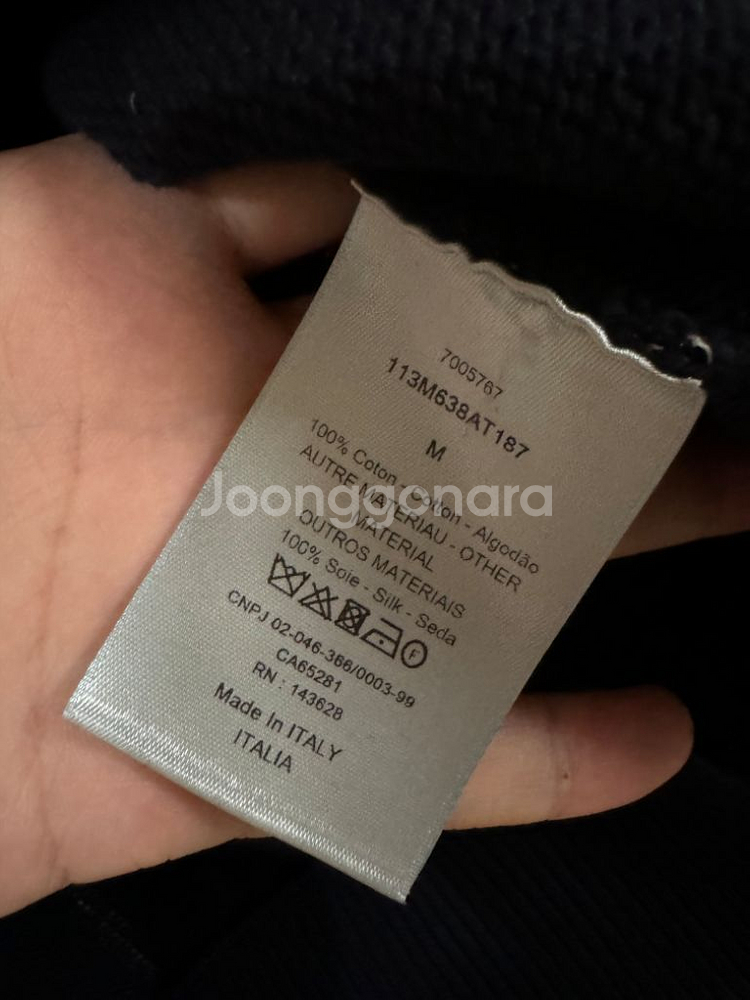 7005767
113M638AT187
M
100% Coton - Cotton - Algodão
AUTRE MATERIAU - OTHER
MATERIAL
OUTROS MATERIAIS
100% Soie - Silk - Seda
F
CNPJ 02-046-366/0003-99
CA65281
RN : 143628
Made In ITALY
ITALIA
Joonggonara